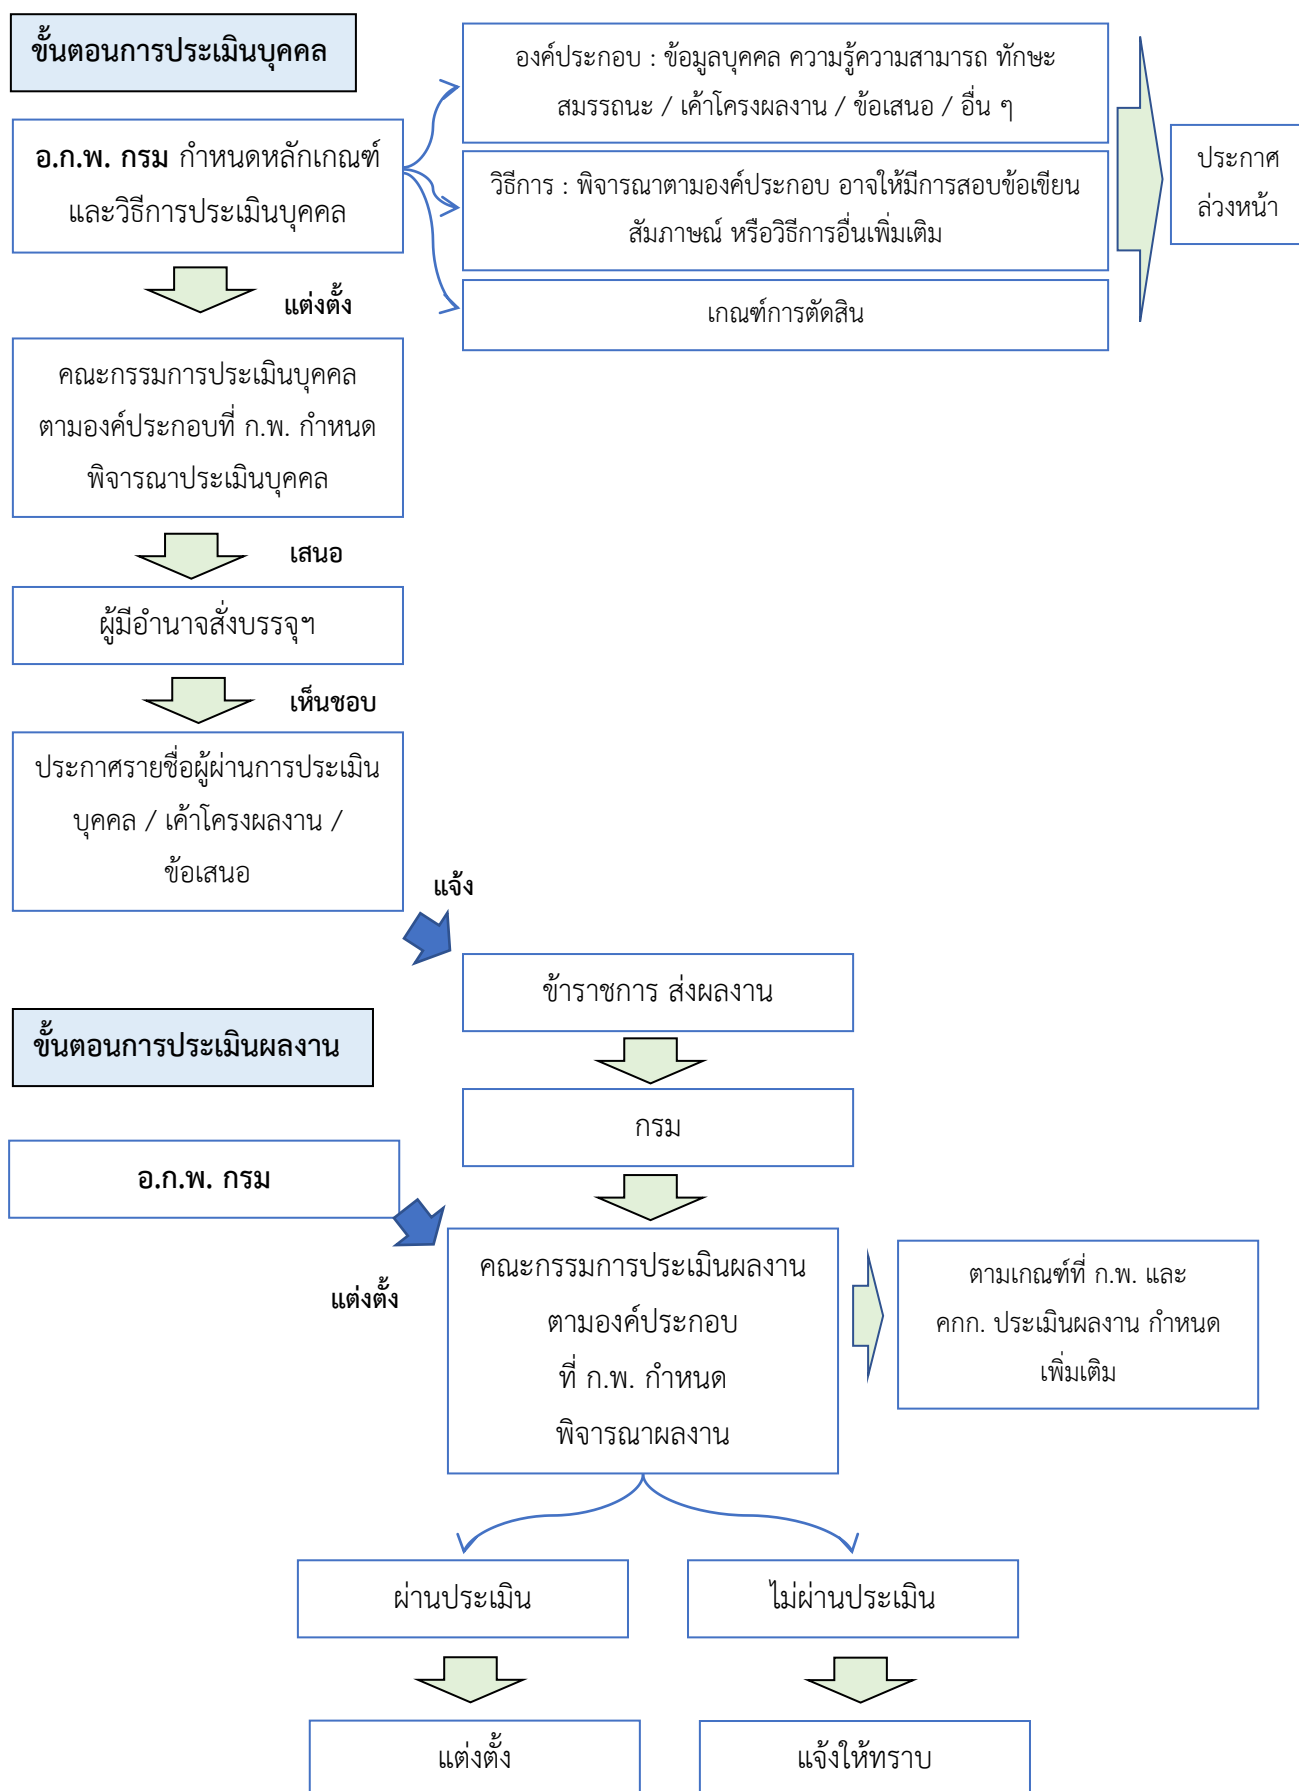 ขั้นตอนการประเมินบุคคล
อ.ก.พ. กรม กำหนดหลักเกณฑ์
และวิธีการประเมินบุคคล
องค์ประกอบ : ข้อมูลบุคคล ความรู้ความสามารถ ทักษะ
สมรรถนะ / เค้าโครงผลงาน / ข้อเสนอ / อื่น ๆ
วิธีการ : พิจารณาตามองค์ประกอบ อาจให้มีการสอบข้อเขียน
สัมภาษณ์ หรือวิธีการอื่นเพิ่มเติม
เกณฑ์การตัดสิน
ประกาศ
ล่วงหน้า
แต่งตั้ง
คณะกรรมการประเมินบุคคล
ตามองค์ประกอบที่ ก.พ. กำหนด
พิจารณาประเมินบุคคล
เสนอ
ผู้มีอำนาจสั่งบรรจุฯ
เห็นชอบ
ประกาศรายชื่อผู้ผ่านการประเมิน
บุคคล / เค้าโครงผลงาน /
ข้อเสนอ
แจ้ง
ข้าราชการ ส่งผลงาน
ขั้นตอนการประเมินผลงาน
กรม
อ.ก.พ. กรม
แต่งตั้ง
คณะกรรมการประเมินผลงาน
ตามองค์ประกอบ
ที่ ก.พ. กำหนด
พิจารณาผลงาน
ตามเกณฑ์ที่ ก.พ. และ
คกก. ประเมินผลงาน กำหนด
เพิ่มเติม
ผ่านประเมิน
ไม่ผ่านประเมิน
แต่งตั้ง
แจ้งให้ทราบ